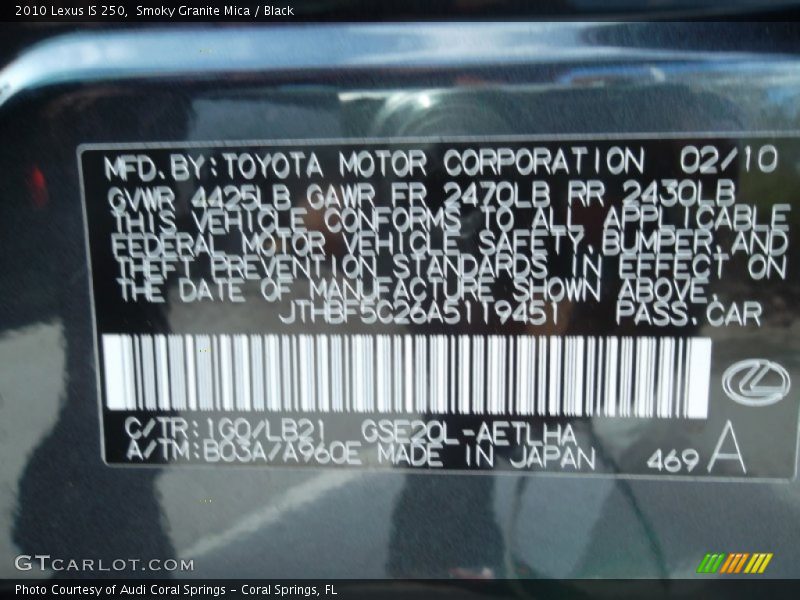 2010 Lexus IS 250, Smoky Granite Mica / Black
MFD.BY:TOYOTA MOTOR CORPORATION 02/10
GVWR 4425LB GAWR FR 2470LB RR 2430LB
THIS VEHICLE CONFORMS TO ALL APPLICABLE
FEDERAL MOTOR VEHICLE SAFETY,BUMPER,AND
THEFT PREVENTION STANDARDS IN EFFECT ON
THE DATE OF MANUFACTURE SHOWN ABOVE.
JTHBF5C26A5119451 PASS.CAR
C/TR:1G0/LB21 GSE20L-AETLHA
A/TM:B03A/A960E MADE IN JAPAN 469 A
GTCARLOT.COM
Photo Courtesy of Audi Coral Springs - Coral Springs, FL